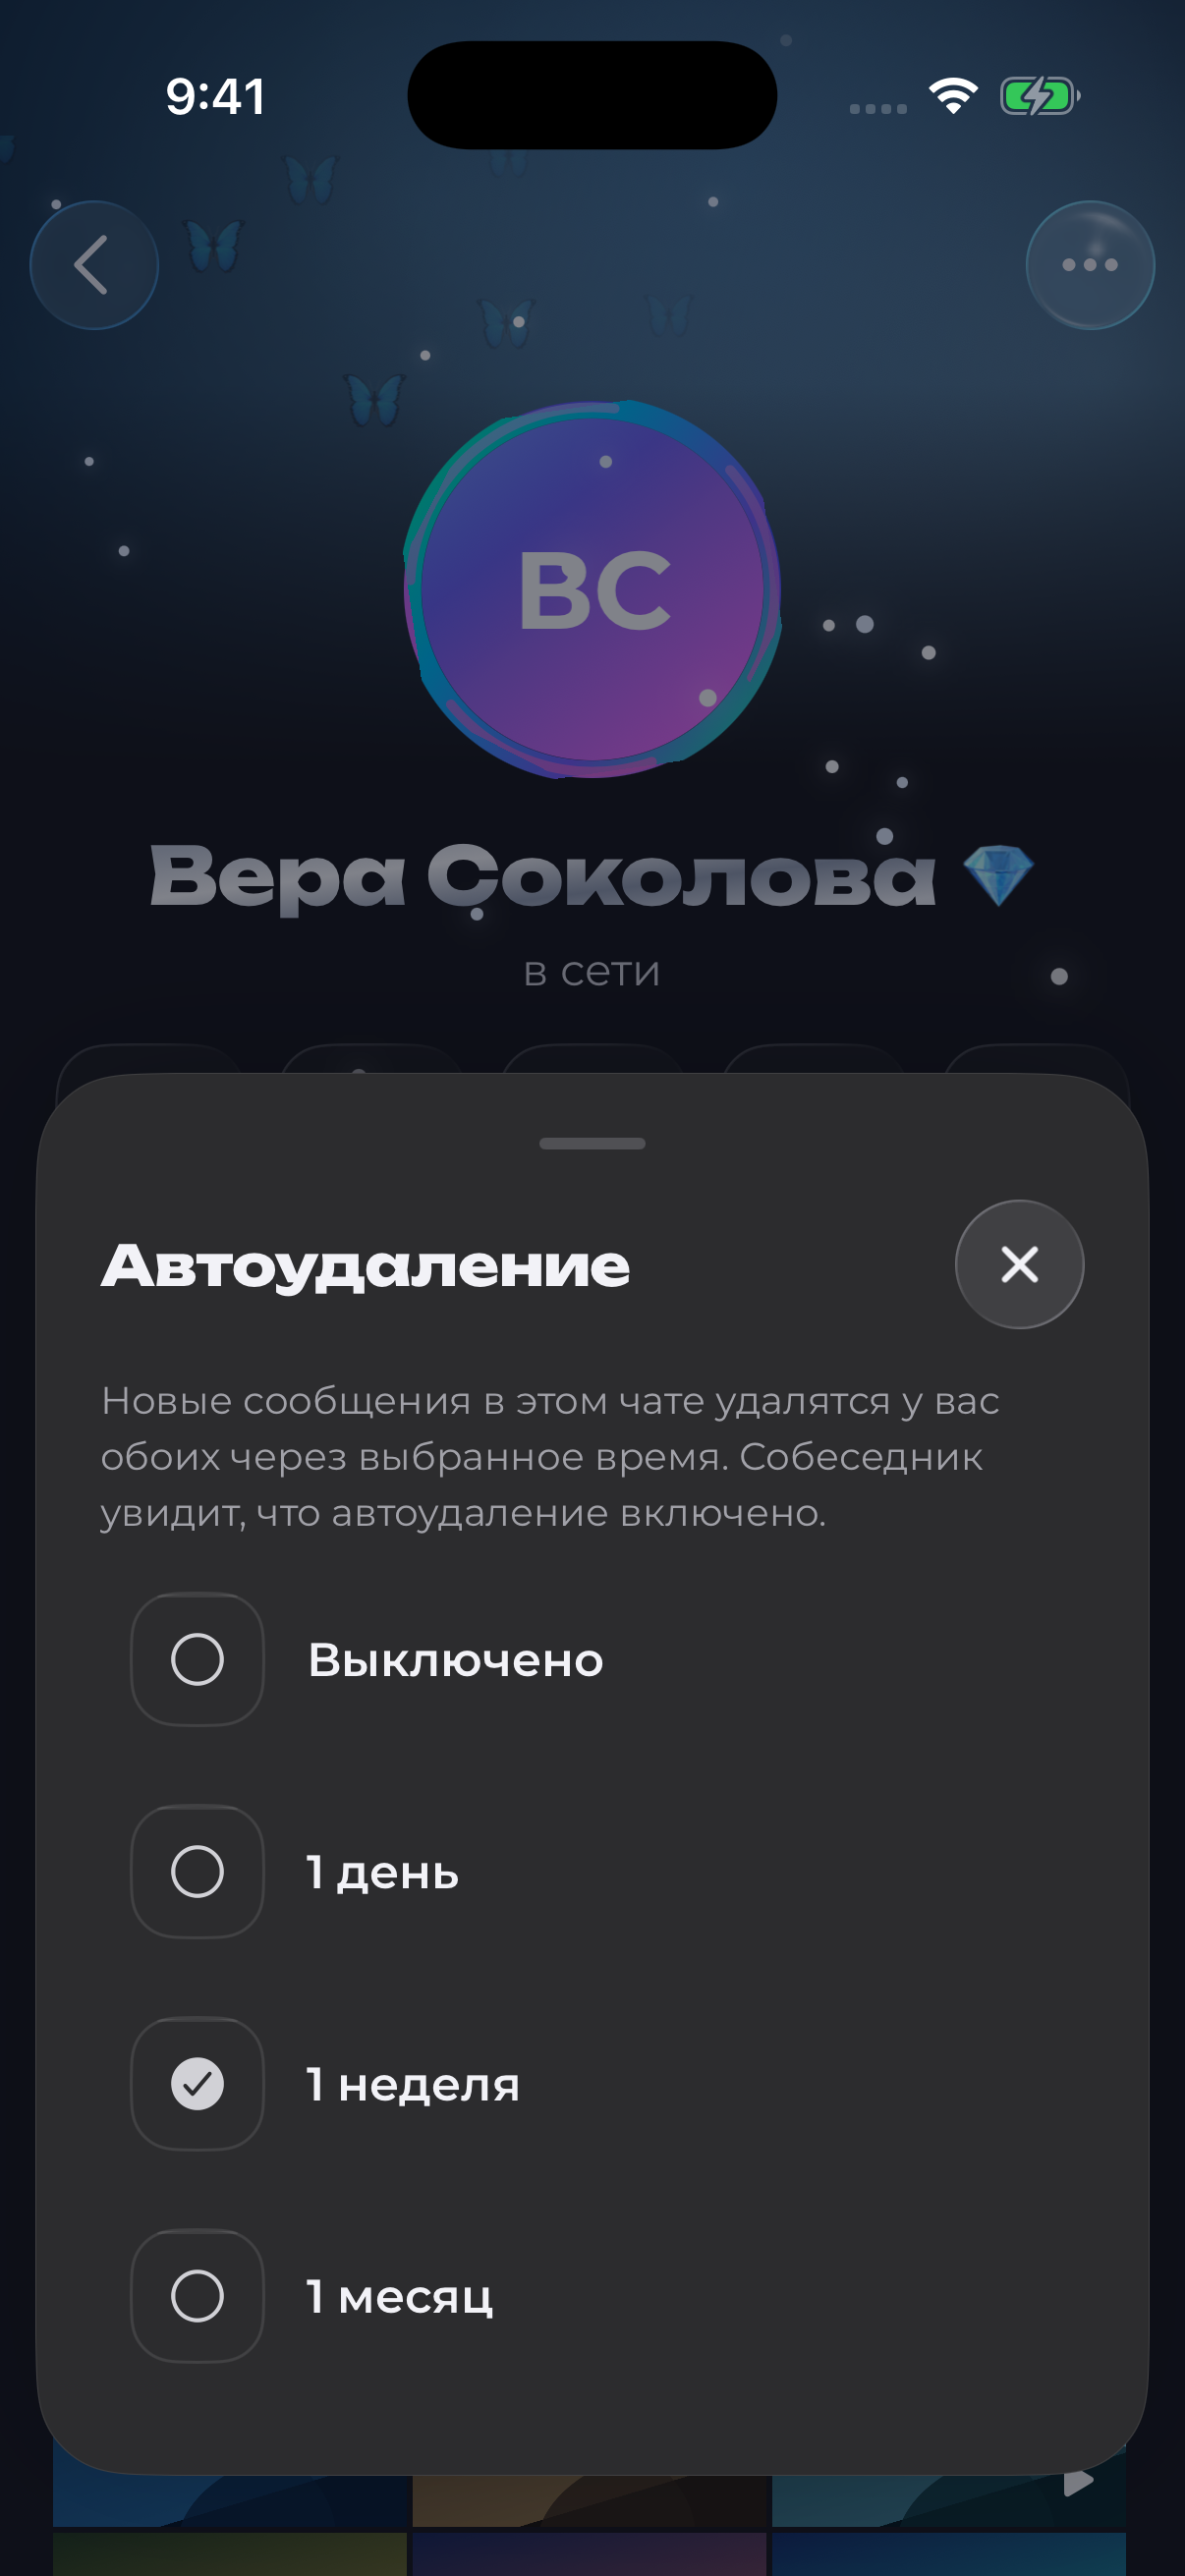 9:41
ВС
Вера Соколова 💎
в сети
Автоудаление
Новые сообщения в этом чате удалятся у вас
обоих через выбранное время. Собеседник
увидит, что автоудаление включено.
Выключено
1 день
1 неделя
1 месяц